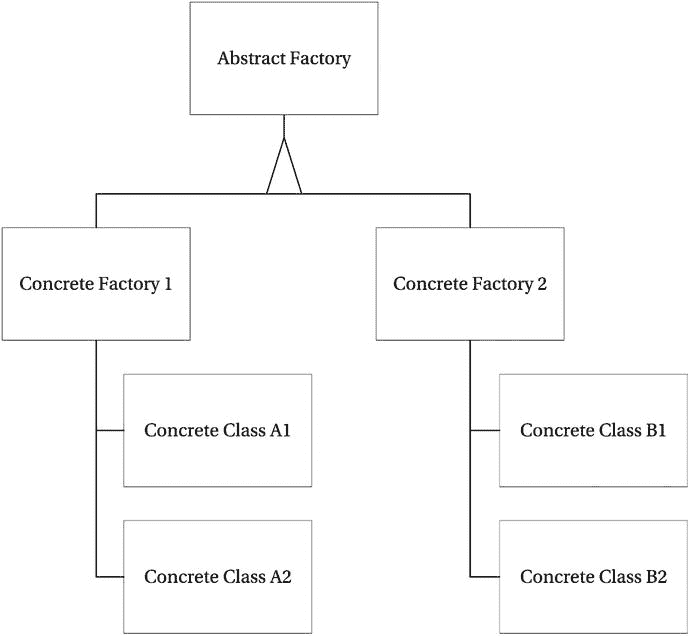 Abstract Factory
Concrete Factory 1
Concrete Factory 2
Concrete Class A1
Concrete Class B1
Concrete Class A2
Concrete Class B2